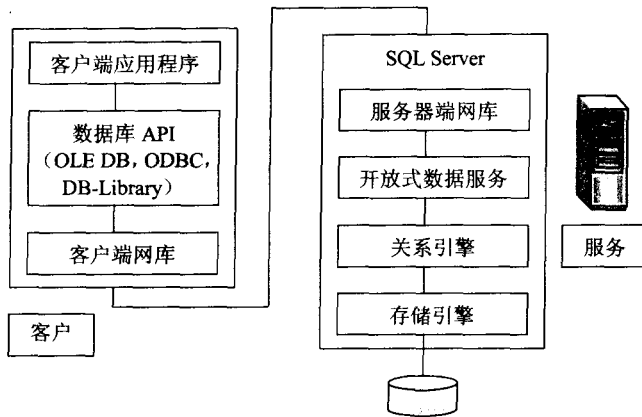 客户端应用程序
数据库 API
（OLE DB，ODBC，
DB-Library）
客户端网库
客户
SQL Server
服务器端网库
开放式数据服务
关系引擎
存储引擎
服务